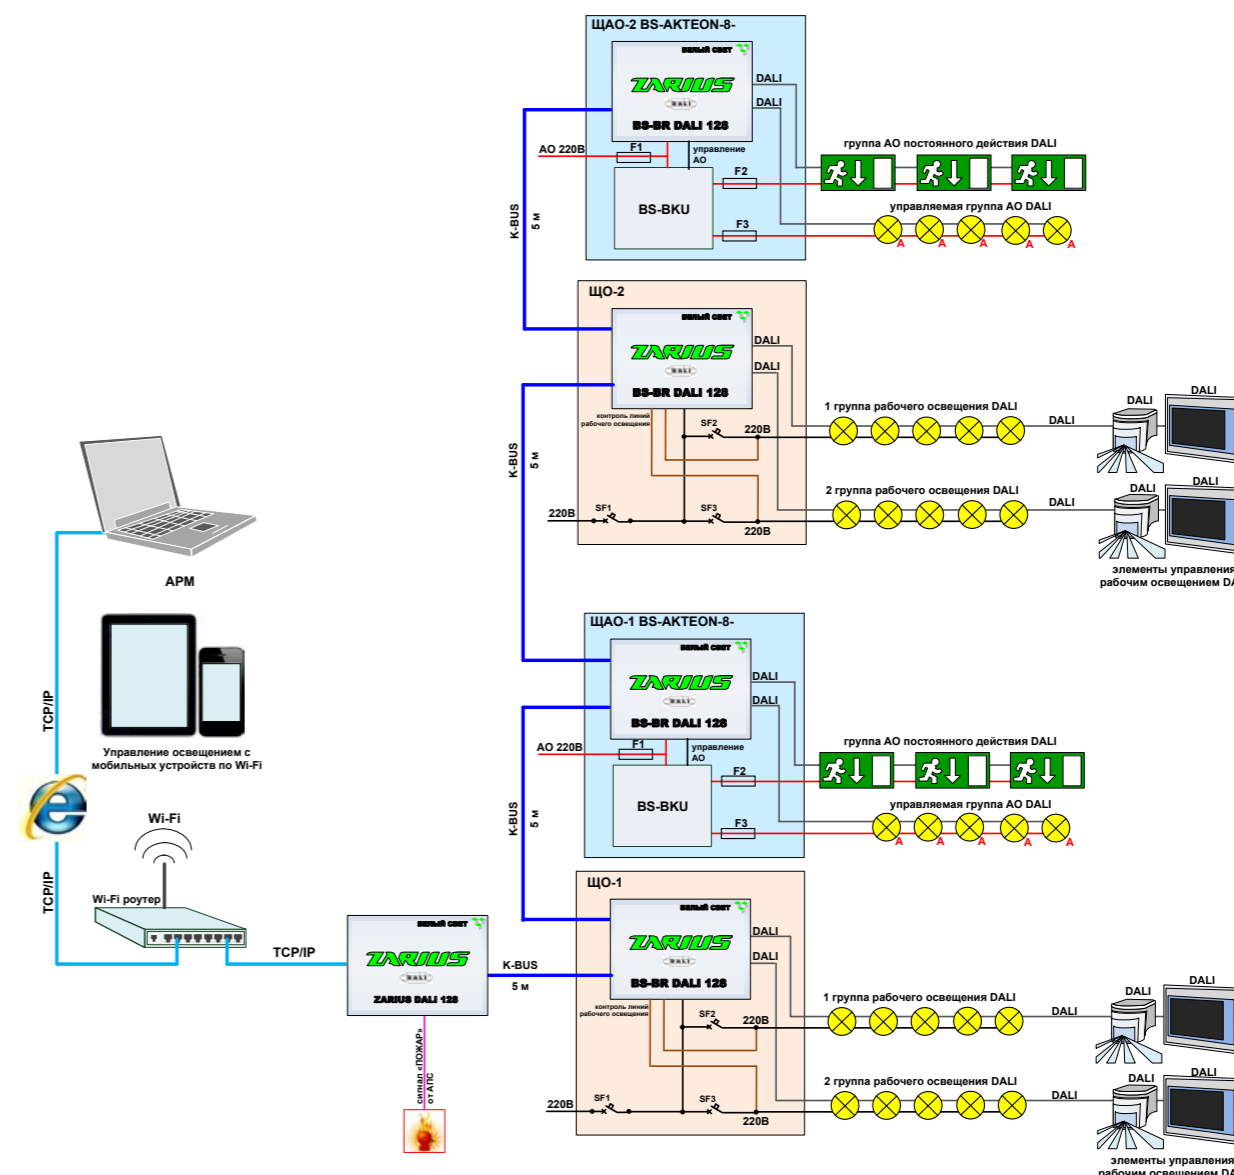 ЩАО-2 BS-AKTEON-8-
БЕЛЫЙ СВЕТ
ZARIUS
DALI
BS-BR DALI 128
DALI
DALI
АО 220В
F1
управление
АО
BS-BKU
F2
F3
группа АО постоянного действия DALI
управляемая группа АО DALI
А А А А А
K-BUS
5 м
ЩО-2
БЕЛЫЙ СВЕТ
ZARIUS
DALI
BS-BR DALI 128
DALI
DALI
контроль линий
рабочего освещения
SF2
220В
220В
SF1
SF3
220В
1 группа рабочего освещения DALI
DALI
DALI
DALI
2 группа рабочего освещения DALI
DALI
DALI
DALI
элементы управления
рабочим освещением DA
K-BUS
5 м
ЩАО-1 BS-AKTEON-8-
БЕЛЫЙ СВЕТ
ZARIUS
DALI
BS-BR DALI 128
DALI
DALI
АО 220В
F1
управление
АО
BS-BKU
F2
F3
группа АО постоянного действия DALI
управляемая группа АО DALI
А А А А А
K-BUS
5 м
ЩО-1
БЕЛЫЙ СВЕТ
ZARIUS
DALI
BS-BR DALI 128
DALI
DALI
контроль линий
рабочего освещения
SF2
220В
220В
SF1
SF3
220В
1 группа рабочего освещения DALI
DALI
DALI
DALI
2 группа рабочего освещения DALI
DALI
DALI
DALI
элементы управления
рабочим освещением DA
АРМ
Управление освещением с
мобильных устройств по Wi-Fi
TCP/IP
TCP/IP
Wi-Fi
Wi-Fi роутер
TCP/IP
БЕЛЫЙ СВЕТ
ZARIUS
DALI
ZARIUS DALI 128
K-BUS
5 м
сигнал «ПОЖАР»
от АПС